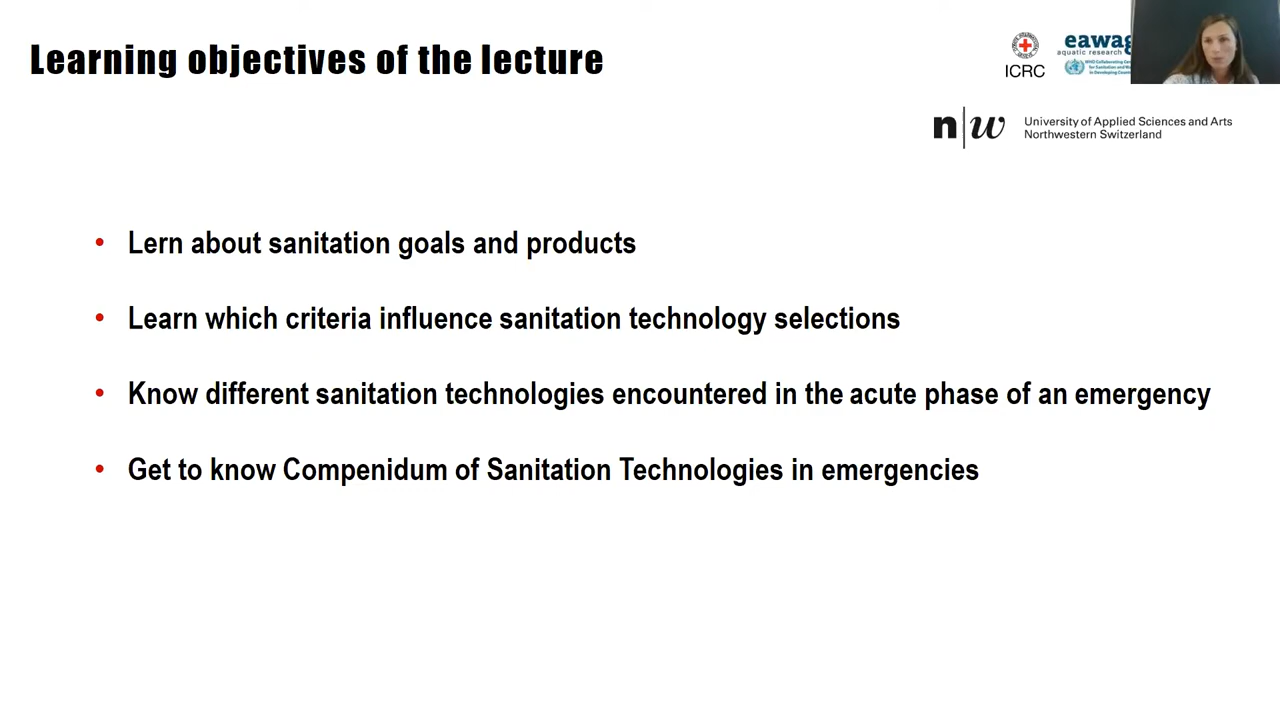 Learning objectives of the lecture
ICRC
eawag
aquatic research
n|w
University of Applied Sciences and Arts
Northwestern Switzerland
• Lern about sanitation goals and products
• Learn which criteria influence sanitation technology selections
• Know different sanitation technologies encountered in the acute phase of an emergency
• Get to know Compenidum of Sanitation Technologies in emergencies